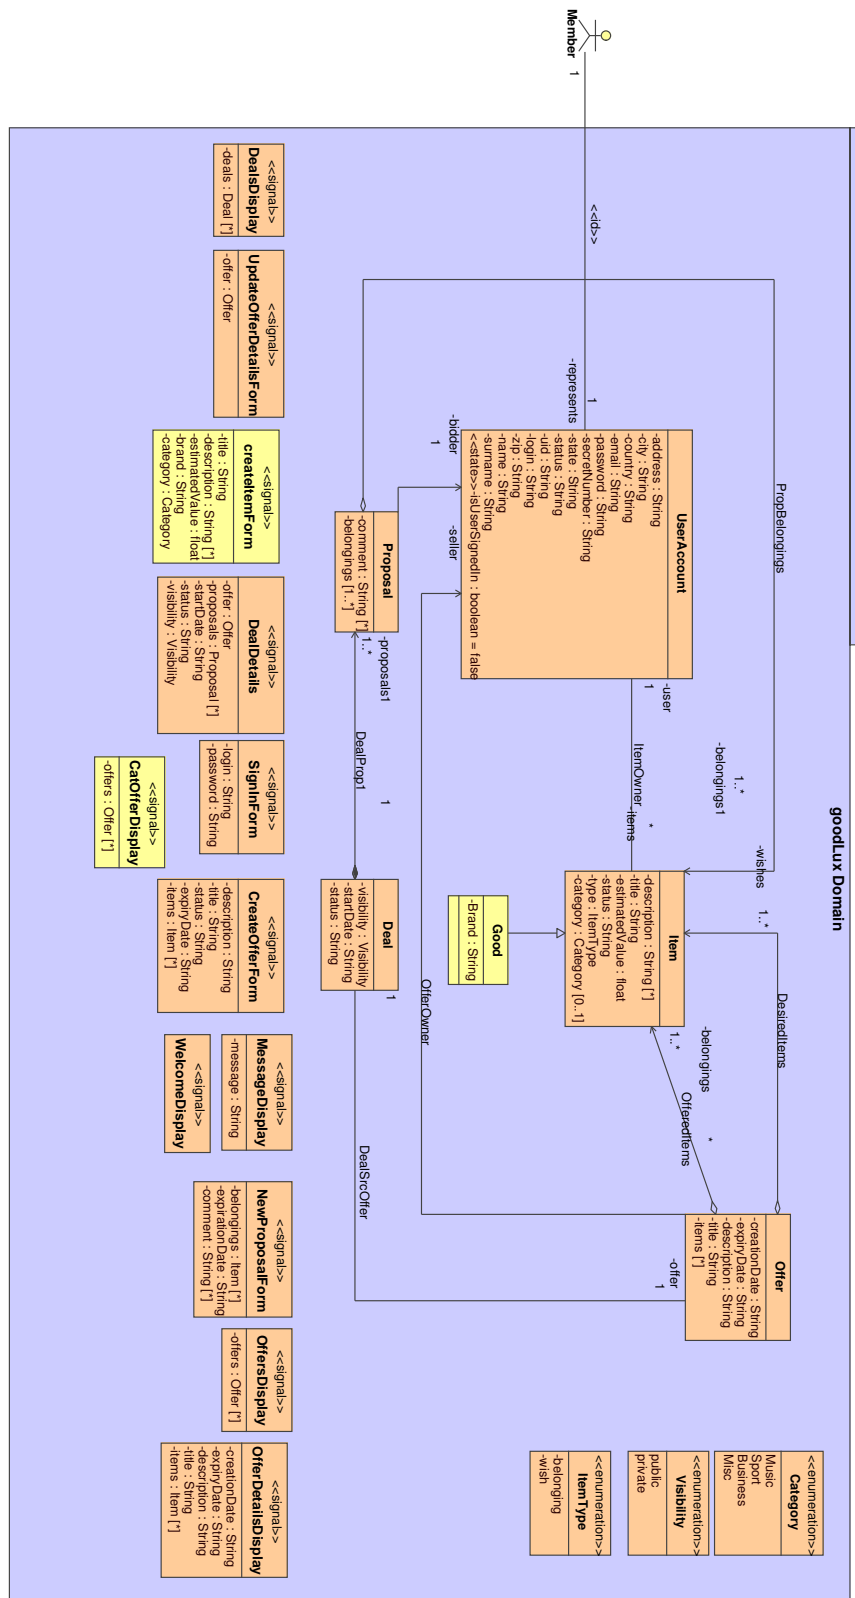 goodLux Domain
Member
1
<<id>>
1
-represents
PropBelongings
UserAccount
-address : String
-city : String
-country : String
-email : String
-password : String
-secretNumber : String
-state : String
-status : String
-uid : String
-login : String
-zip : String
-name : String
-surname : String
<<state>>-isUserSignedIn : boolean = false
-user
1
ItemOwner
*
-items
1..*
-belongings1
-wishes
1..*
Item
-description : String [*]
-title : String
-estimatedValue : float
-status : String
-type : ItemType
-category : Category [0..1]
DesiredItems
-belongings
1..*
OfferedItems
*
Offer
-creationDate : String
-expiryDate : String
-description : String
-title : String
-items [*]
-offer
1
<<enumeration>>
Category
Music
Sport
Business
Misc
<<enumeration>>
Visibility
public
private
<<enumeration>>
ItemType
-belonging
-wish
Good
-Brand : String
-bidder
1
-seller
OfferOwner
Proposal
-comment : String [*]
-belongings [1..*]
-proposals1
1..*
DealProp1
1
Deal
-visibility : Visibility
-startDate : String
-status : String
1
DealSrcOffer
<<signal>>
DealsDisplay
-deals : Deal [*]
<<signal>>
UpdateOfferDetailsForm
-offer : Offer
<<signal>>
createItemForm
-title : String
-description : String [*]
-estimatedValue : float
-brand : String
-category : Category
<<signal>>
DealDetails
-offer : Offer
-proposals : Proposal [*]
-startDate : String
-status : String
-visibility : Visibility
<<signal>>
SignInForm
-login : String
-password : String
<<signal>>
CatOfferDisplay
-offers : Offer [*]
<<signal>>
CreateOfferForm
-description : String
-title : String
-status : String
-expiryDate : String
-items : Item [*]
<<signal>>
MessageDisplay
-message : String
<<signal>>
WelcomeDisplay
<<signal>>
NewProposalForm
-belongings : Item [*]
-expirationDate : String
-comment : String [*]
<<signal>>
OffersDisplay
-offers : Offer [*]
<<signal>>
OfferDetailsDisplay
-creationDate : String
-expiryDate : String
-description : String
-title : String
-items : Item [*]